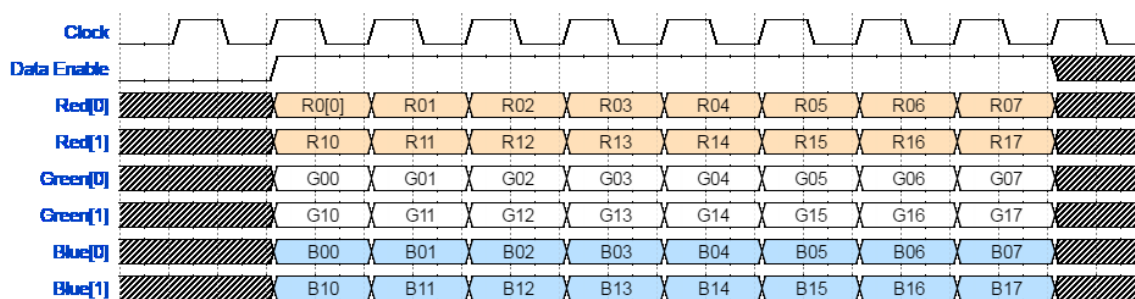 Clock
Data Enable
Red[0] R0[0] R01 R02 R03 R04 R05 R06 R07
Red[1] R10 R11 R12 R13 R14 R15 R16 R17
Green[0] G00 G01 G02 G03 G04 G05 G06 G07
Green[1] G10 G11 G12 G13 G14 G15 G16 G17
Blue[0] B00 B01 B02 B03 B04 B05 B06 B07
Blue[1] B10 B11 B12 B13 B14 B15 B16 B17